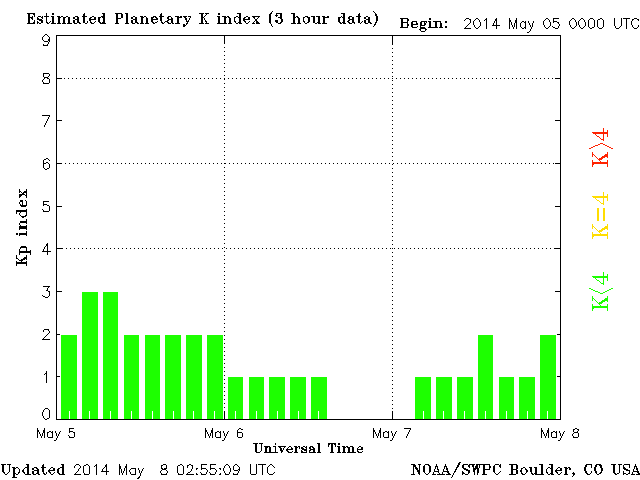 Estimated Planetary K index (3 hour data) Begin: 2014 May 05 0000 UTC
9
8
7
6
5
4
3
2
1
0
Kp index
K>4
K=4
K<4
May 5 May 6 May 7 May 8
Universal Time
Updated 2014 May 8 02:55:09 UTC NOAA/SWPC Boulder, CO USA